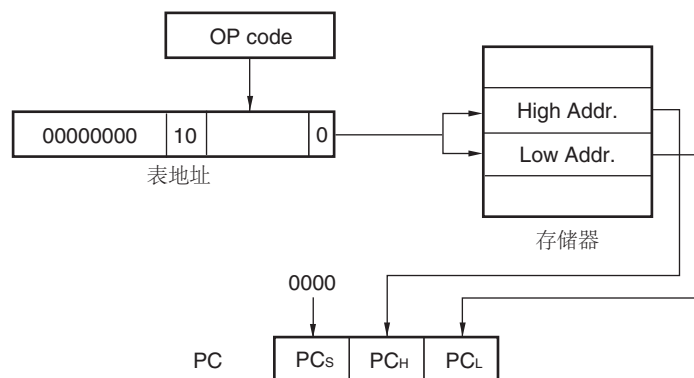 OP code
00000000 10 0
表地址
High Addr.
Low Addr.
存储器
0000
PC PCS PCH PCL